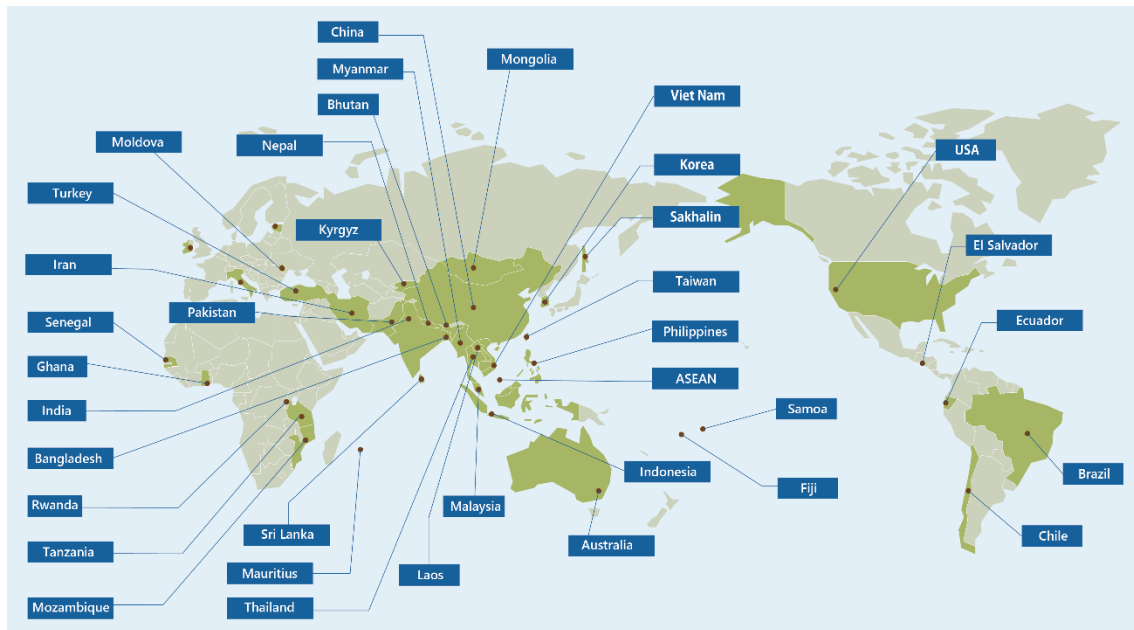 China
Myanmar
Mongolia
Bhutan
Viet Nam
Moldova
Nepal
USA
Korea
Turkey
Sakhalin
Kyrgyz
El Salvador
Iran
Taiwan
Pakistan
Senegal
Ecuador
Philippines
Ghana
ASEAN
India
Samoa
Bangladesh
Indonesia
Brazil
Fiji
Rwanda
Malaysia
Sri Lanka
Chile
Australia
Tanzania
Mauritius
Laos
Mozambique
Thailand